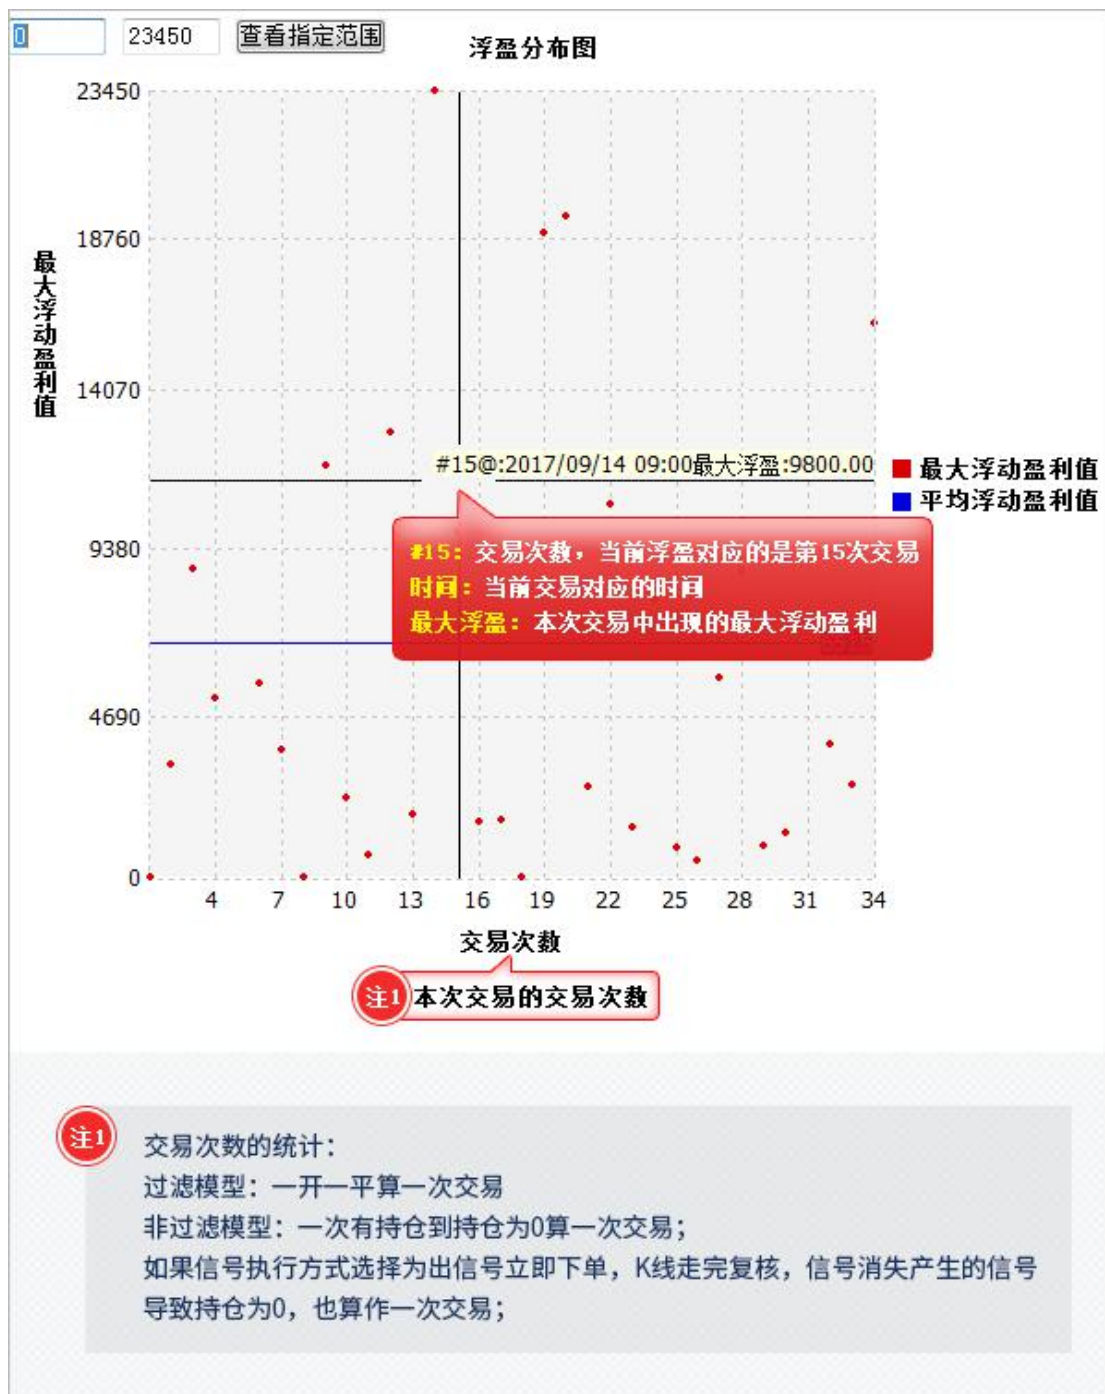 0
23450
查看指定范围
浮盈分布图
23450
18760
14070
9380
4690
0
最大浮动盈利值
#15@:2017/09/14 09:00最大浮盈:9800.00
最大浮动盈利值
平均浮动盈利值
#15：交易次数，当前浮盈对应的是第15次交易
时间：当前交易对应的时间
最大浮盈：本次交易中出现的最大浮动盈利
4 7 10 13 16 19 22 25 28 31 34
交易次数
注1 本次交易的交易次数
注1
交易次数的统计：
过滤模型：一开一平算一次交易
非过滤模型：一次有持仓到持仓为0算一次交易；
如果信号执行方式选择为出信号立即下单，K线走完复核，信号消失产生的信号
导致持仓为0，也算作一次交易；